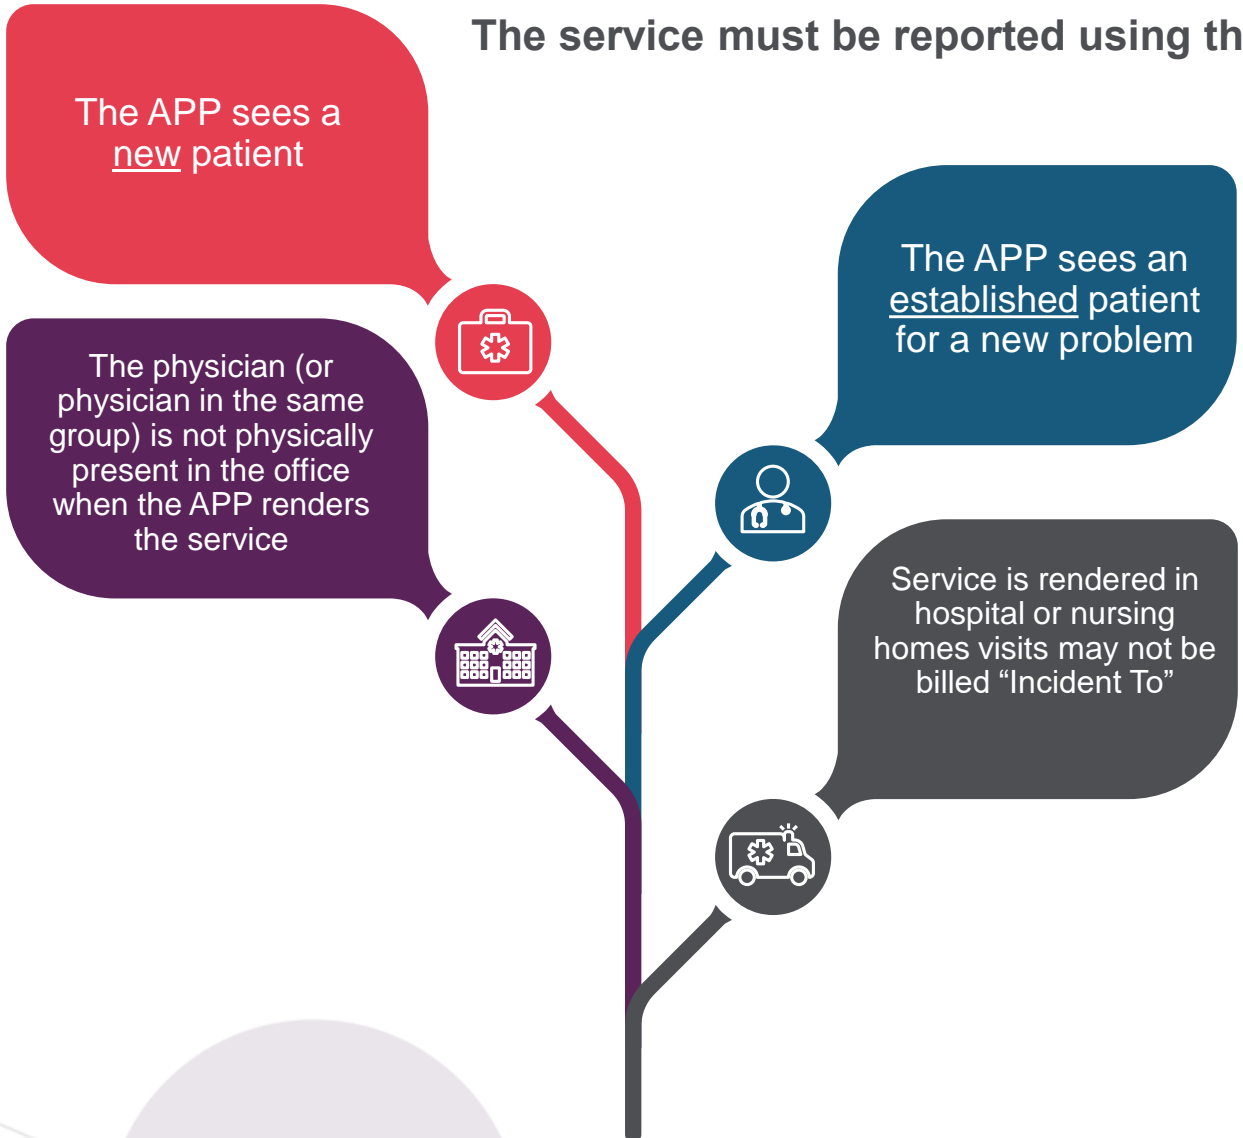 The service must be reported using th
The APP sees a
new patient
The APP sees an
established patient
for a new problem
The physician (or
physician in the same
group) is not physically
present in the office
when the APP renders
the service
Service is rendered in
hospital or nursing
homes visits may not be
billed “Incident To”